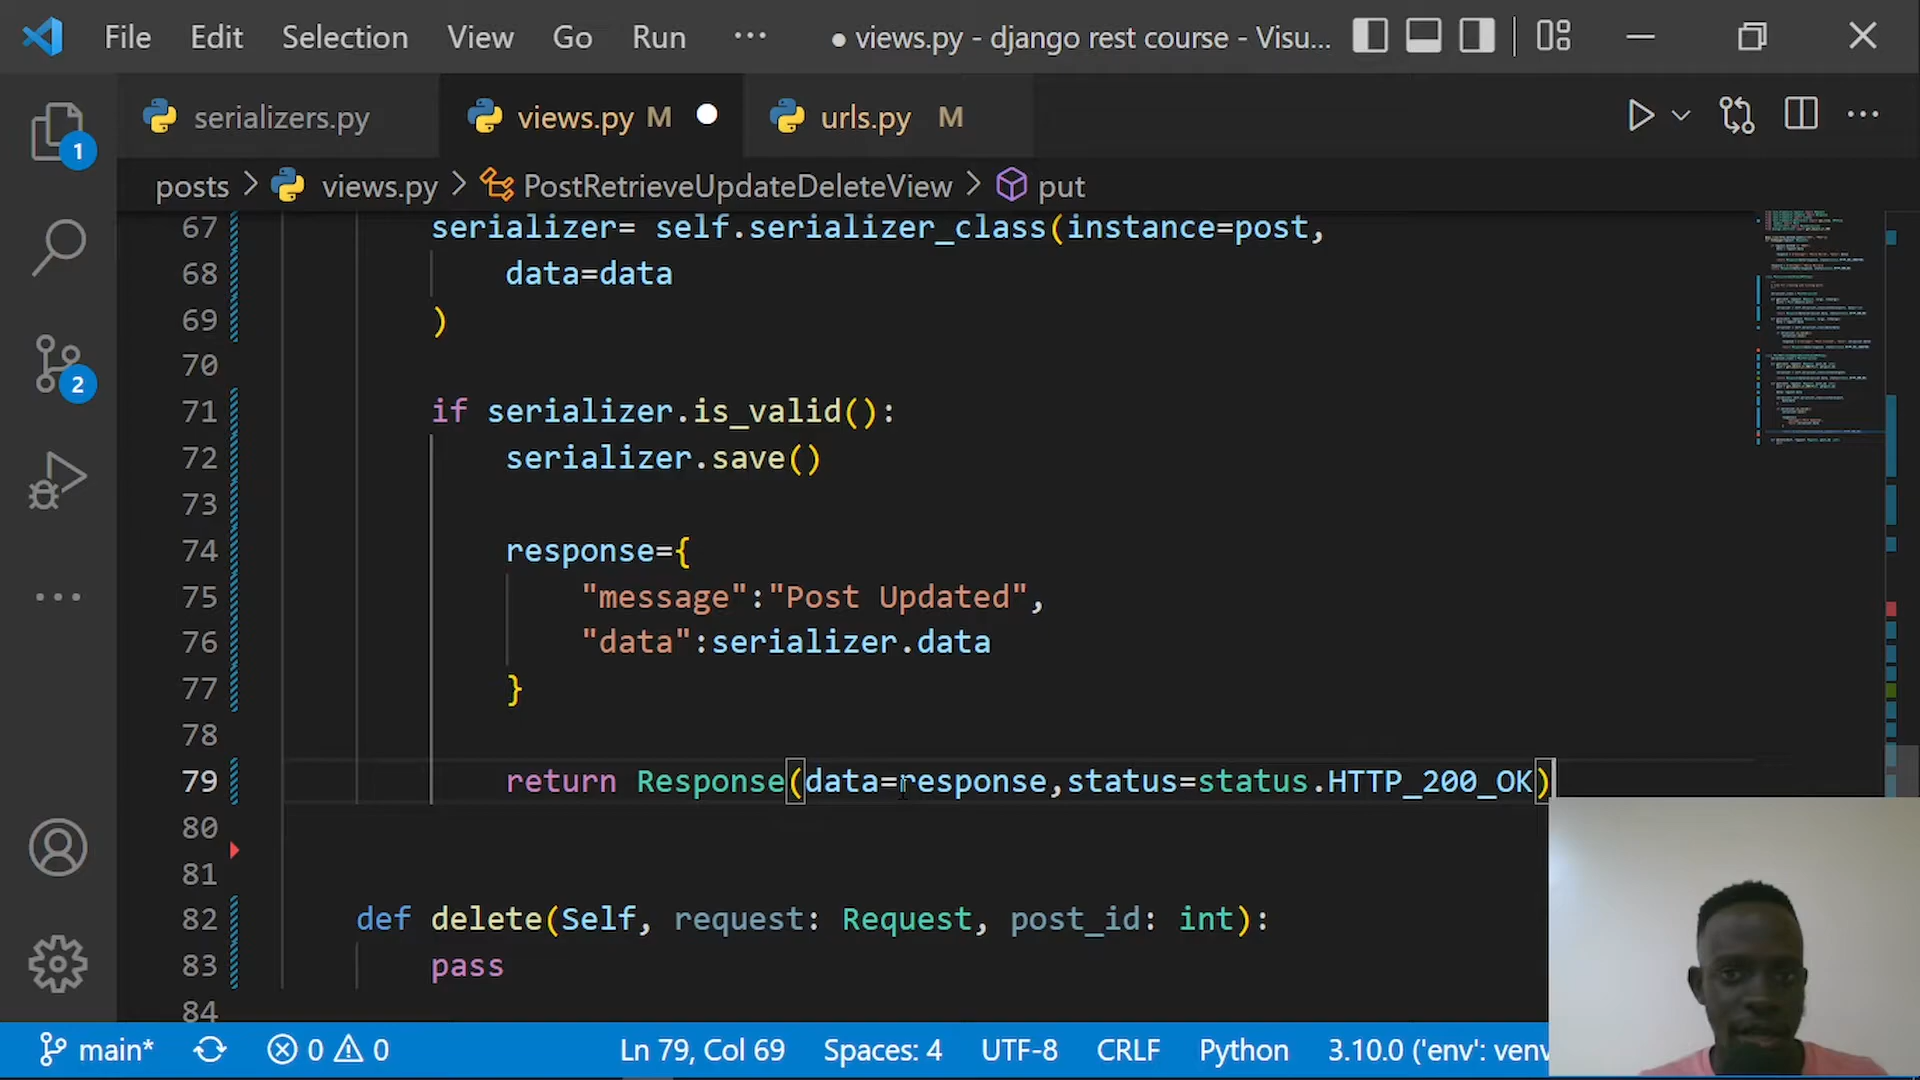 File Edit Selection View Go Run ··· ● views.py - django rest course - Visu...
serializers.py views.py M ● urls.py M
posts > views.py > PostRetrieveUpdateDeleteView > put
67 serializer= self.serializer_class(instance=post,
68 data=data
69 )
70
71 if serializer.is_valid():
72 serializer.save()
73
74 response={
75 "message":"Post Updated",
76 "data":serializer.data
77 }
78
79 return Response(data=response,status=status.HTTP_200_OK)
80
81
82 def delete(Self, request: Request, post_id: int):
83 pass
84
1
2
main* 0 0 Ln 79, Col 69 Spaces: 4 UTF-8 CRLF Python 3.10.0 ('env': venv